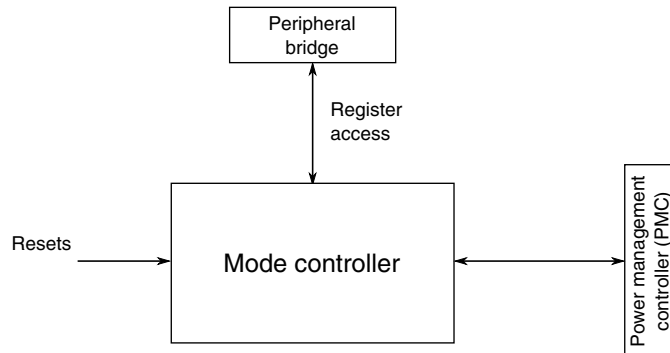 Peripheral
bridge
Register
access
Resets
Mode controller
Power management
controller (PMC)